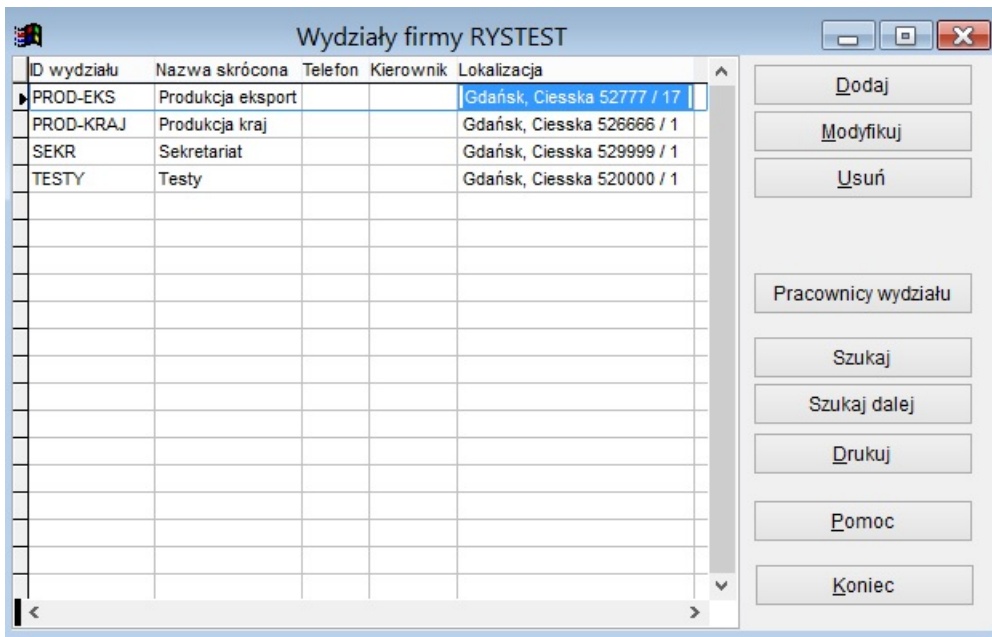 Wydziały firmy RYSTEST
ID wydziału Nazwa skrócona Telefon Kierownik Lokalizacja
PROD-EKS Produkcja eksport Gdańsk, Ciesska 52777 / 17
PROD-KRAJ Produkcja kraj Gdańsk, Ciesska 526666 / 1
SEKR Sekretariat Gdańsk, Ciesska 529999 / 1
TESTY Testy Gdańsk, Ciesska 520000 / 1
Dodaj
Modyfikuj
Usuń
Pracownicy wydziału
Szukaj
Szukaj dalej
Drukuj
Pomoc
Koniec